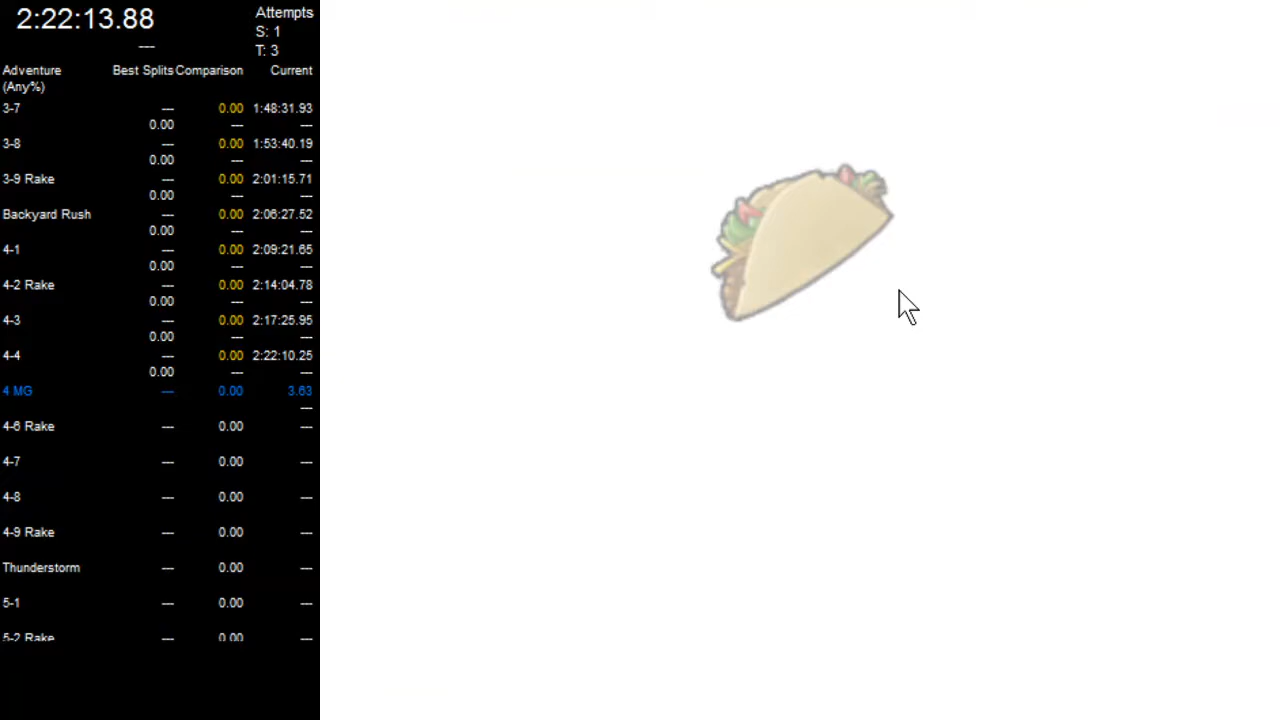 2:22:13.88
---
Attempts
S: 1
T: 3
Adventure (Any%) Best Splits Comparison Current
3-7 --- 0.00 1:48:31.93
0.00 --- ---
3-8 --- 0.00 1:53:40.19
0.00 --- ---
3-9 Rake --- 0.00 2:01:15.71
0.00 --- ---
Backyard Rush --- 0.00 2:06:27.52
0.00 --- ---
4-1 --- 0.00 2:09:21.65
0.00 --- ---
4-2 Rake --- 0.00 2:14:04.78
0.00 --- ---
4-3 --- 0.00 2:17:25.95
0.00 --- ---
4-4 --- 0.00 2:22:10.25
0.00 --- ---
4 MG --- 0.00 3.63
---
4-6 Rake --- 0.00 ---
4-7 --- 0.00 ---
4-8 --- 0.00 ---
4-9 Rake --- 0.00 ---
Thunderstorm --- 0.00 ---
5-1 --- 0.00 ---
5-2 Rake --- 0.00 ---